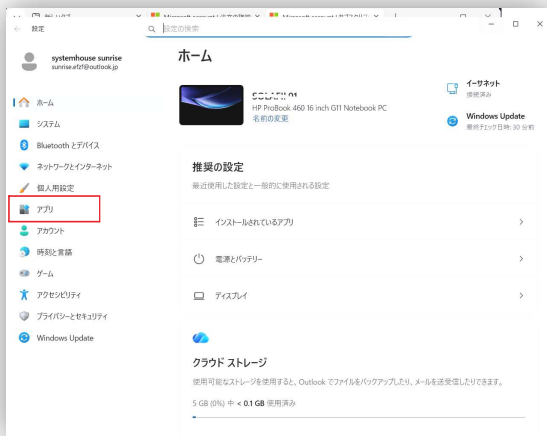 設定
設定の検索
systemhouse sunrise
sunrise.efzf@outlook.jp
ホーム
システム
Bluetooth とデバイス
ネットワークとインターネット
個人用設定
アプリ
アカウント
時刻と言語
ゲーム
アクセシビリティ
プライバシーとセキュリティ
Windows Update
ホーム
HP ProBook 460 16 inch G11 Notebook PC
名前の変更
イーサネット
接続済み
Windows Update
最終チェック日時: 30 分前
推奨の設定
最近使用した設定と一般的に使用される設定
インストールされているアプリ
電源とバッテリー
ディスプレイ
クラウド ストレージ
使用可能なストレージを使用すると、Outlook でファイルをバックアップしたり、メールを送受信したりできます。
5 GB (0%) 中 < 0.1 GB 使用済み